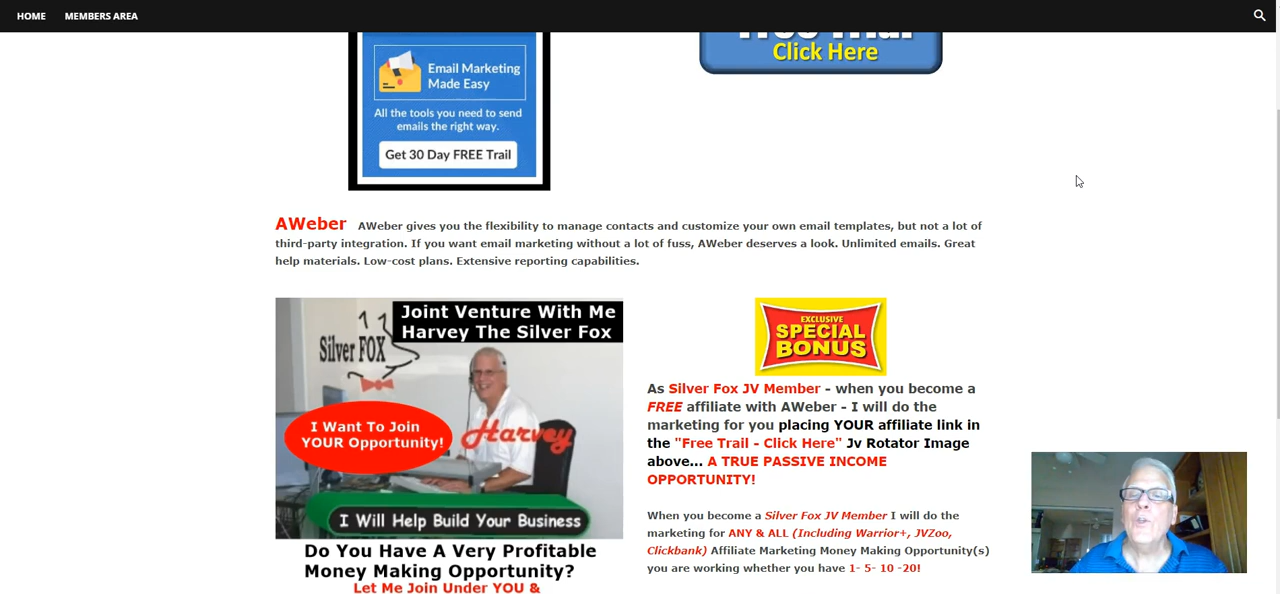 HOME MEMBERS AREA
Free Trial
Click Here
Email Marketing
Made Easy
All the tools you need to send
emails the right way.
Get 30 Day FREE Trail
AWeber AWeber gives you the flexibility to manage contacts and customize your own email templates, but not a lot of
third-party integration. If you want email marketing without a lot of fuss, AWeber deserves a look. Unlimited emails. Great
help materials. Low-cost plans. Extensive reporting capabilities.
Joint Venture With Me
Harvey The Silver Fox
Silver FOX
I Want To Join
YOUR Opportunity!
Harvey
I Will Help Build Your Business
Do You Have A Very Profitable
Money Making Opportunity?
Let Me Join Under YOU &
EXCLUSIVE
SPECIAL
BONUS
As Silver Fox JV Member - when you become a
FREE affiliate with AWeber - I will do the
marketing for you placing YOUR affiliate link in
the "Free Trail - Click Here" Jv Rotator Image
above... A TRUE PASSIVE INCOME
OPPORTUNITY!
When you become a Silver Fox JV Member I will do the
marketing for ANY & ALL (Including Warrior+, JVZoo,
Clickbank) Affiliate Marketing Money Making Opportunity(s)
you are working whether you have 1- 5- 10 -20!